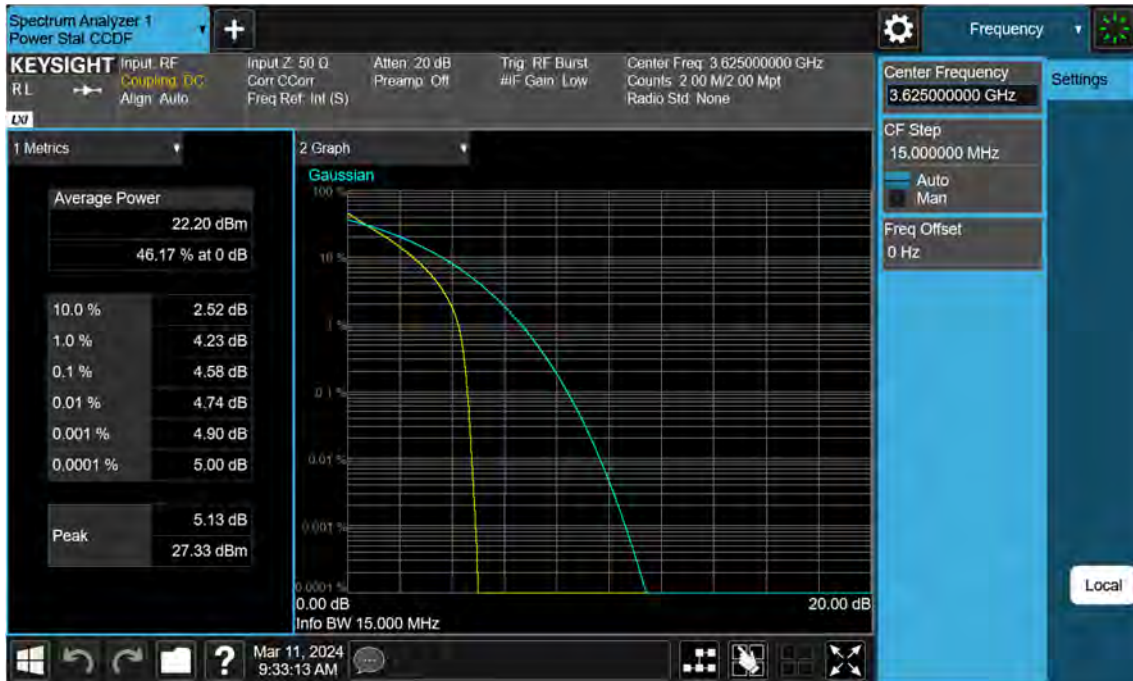 Spectrum Analyzer 1
Power Stat CCDF
Frequency
KEYSIGHT
RL
LXI
Input: RF
Coupling: DC
Align: Auto
Input Z: 50 Ω
Corr CCorr
Freq Ref: Int (S)
Atten: 20 dB
Preamp: Off
Trig: RF Burst
#IF Gain: Low
Center Freq: 3.625000000 GHz
Counts: 2.00 M/2.00 Mpt
Radio Std: None
Center Frequency
3.625000000 GHz
Settings
CF Step
15.000000 MHz
Auto
Man
Freq Offset
0 Hz
1 Metrics
Average Power
22.20 dBm
46.17 % at 0 dB
10.0 % 2.52 dB
1.0 % 4.23 dB
0.1 % 4.58 dB
0.01 % 4.74 dB
0.001 % 4.90 dB
0.0001 % 5.00 dB
Peak
5.13 dB
27.33 dBm
2 Graph
Gaussian
100 %
10 %
1 %
0.1 %
0.01 %
0.001 %
0.0001 %
0.00 dB 20.00 dB
Info BW 15.000 MHz
Local
?
Mar 11, 2024
9:33:13 AM